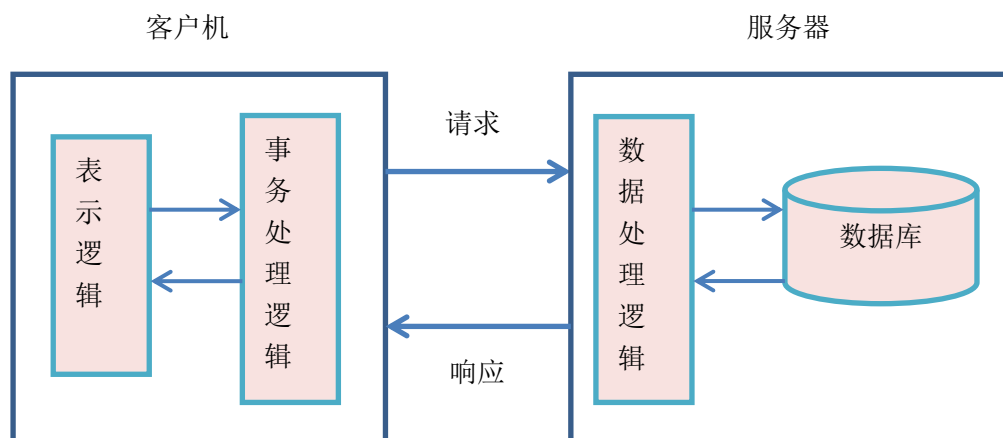 客户机
服务器
请求
表示逻辑
事务处理逻辑
数据处理逻辑
数据库
响应